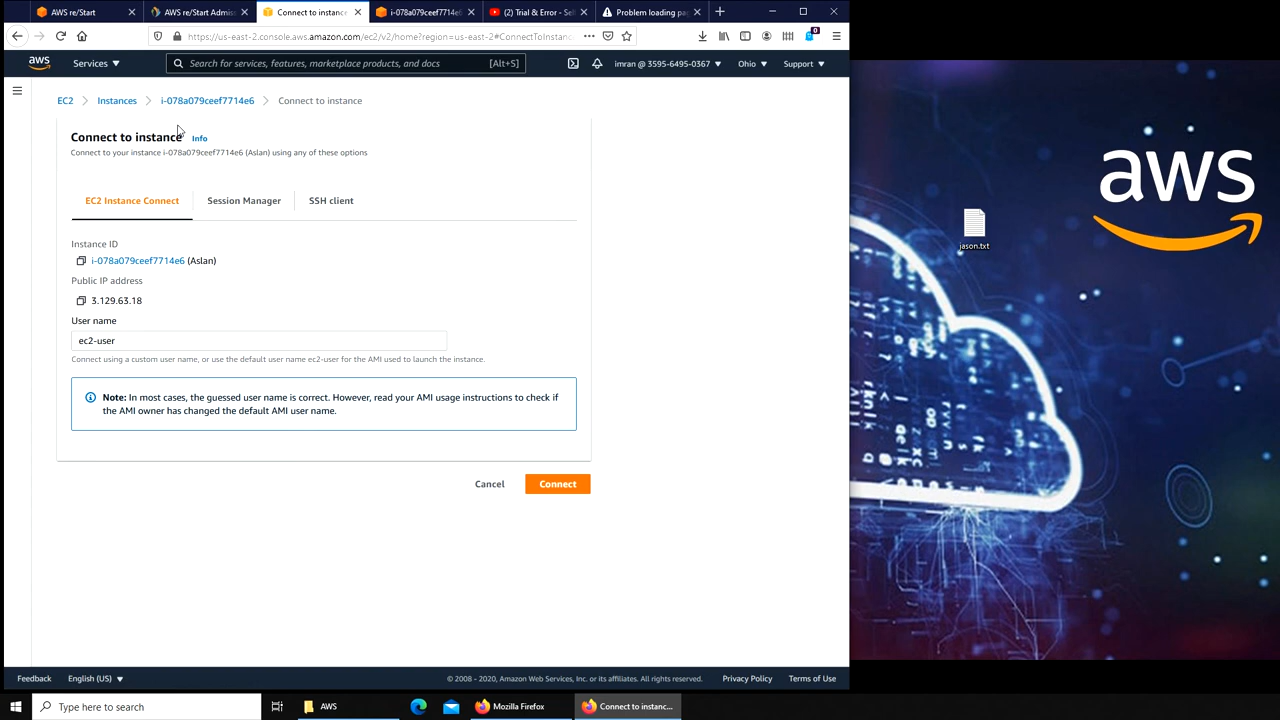 AWS re/Start
AWS re/Start Admiss
Connect to instance
i-078a079ceef7714e6
(2) Trial & Error - Sel
Problem loading pag
https://us-east-2.console.aws.amazon.com/ec2/v2/home?region=us-east-2#ConnectToInstanc
0
aws
Services
Search for services, features, marketplace products, and docs
[Alt+S]
imran @ 3595-6495-0367
Ohio
Support
EC2
Instances
i-078a079ceef7714e6
Connect to instance
Connect to instance
Info
Connect to your instance i-078a079ceef7714e6 (Aslan) using any of these options
EC2 Instance Connect
Session Manager
SSH client
Instance ID
i-078a079ceef7714e6 (Aslan)
Public IP address
3.129.63.18
User name
ec2-user
Connect using a custom user name, or use the default user name ec2-user for the AMI used to launch the instance.
Note: In most cases, the guessed user name is correct. However, read your AMI usage instructions to check if
the AMI owner has changed the default AMI user name.
Cancel
Connect
aws
jason.txt
Feedback
English (US)
© 2008 - 2020, Amazon Web Services, Inc. or its affiliates. All rights reserved.
Privacy Policy
Terms of Use
Type here to search
AWS
Mozilla Firefox
Connect to instanc...